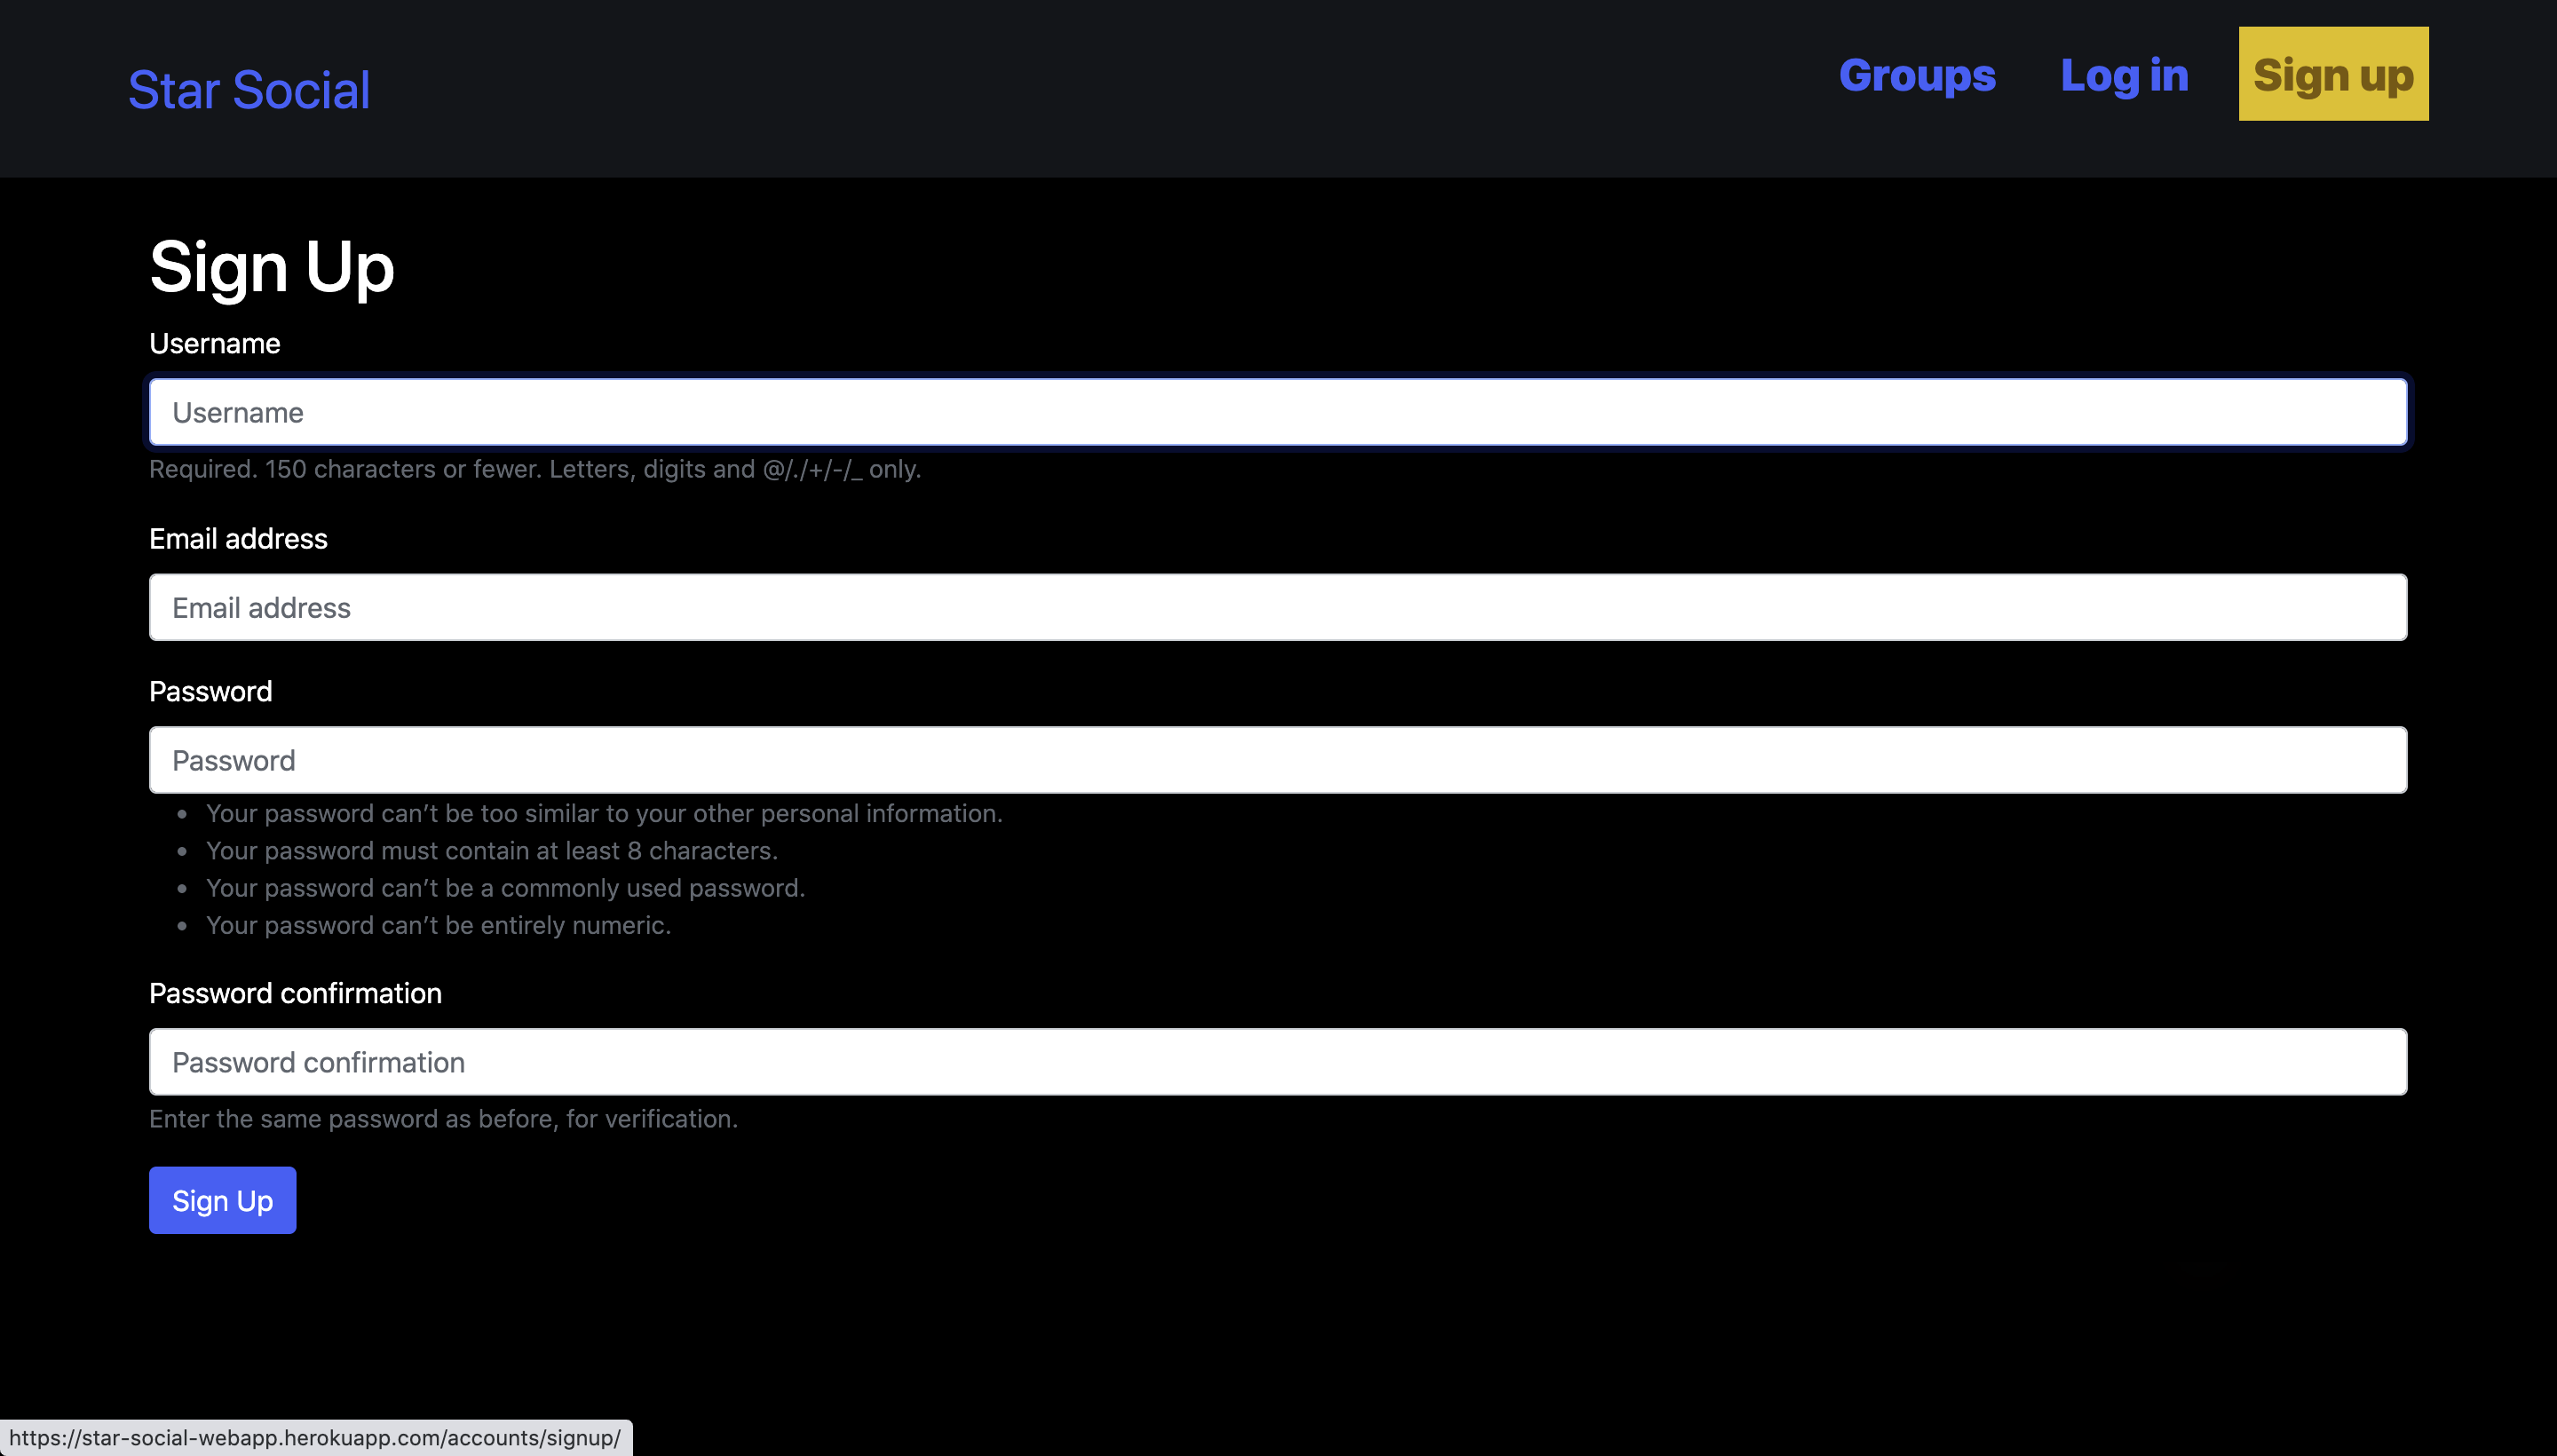 Star Social
Groups
Log in
Sign up
Sign Up
Username
Username
Required. 150 characters or fewer. Letters, digits and @/./+/-/_ only.
Email address
Email address
Password
Password
Your password can’t be too similar to your other personal information.
Your password must contain at least 8 characters.
Your password can’t be a commonly used password.
Your password can’t be entirely numeric.
Password confirmation
Password confirmation
Enter the same password as before, for verification.
Sign Up
https://star-social-webapp.herokuapp.com/accounts/signup/